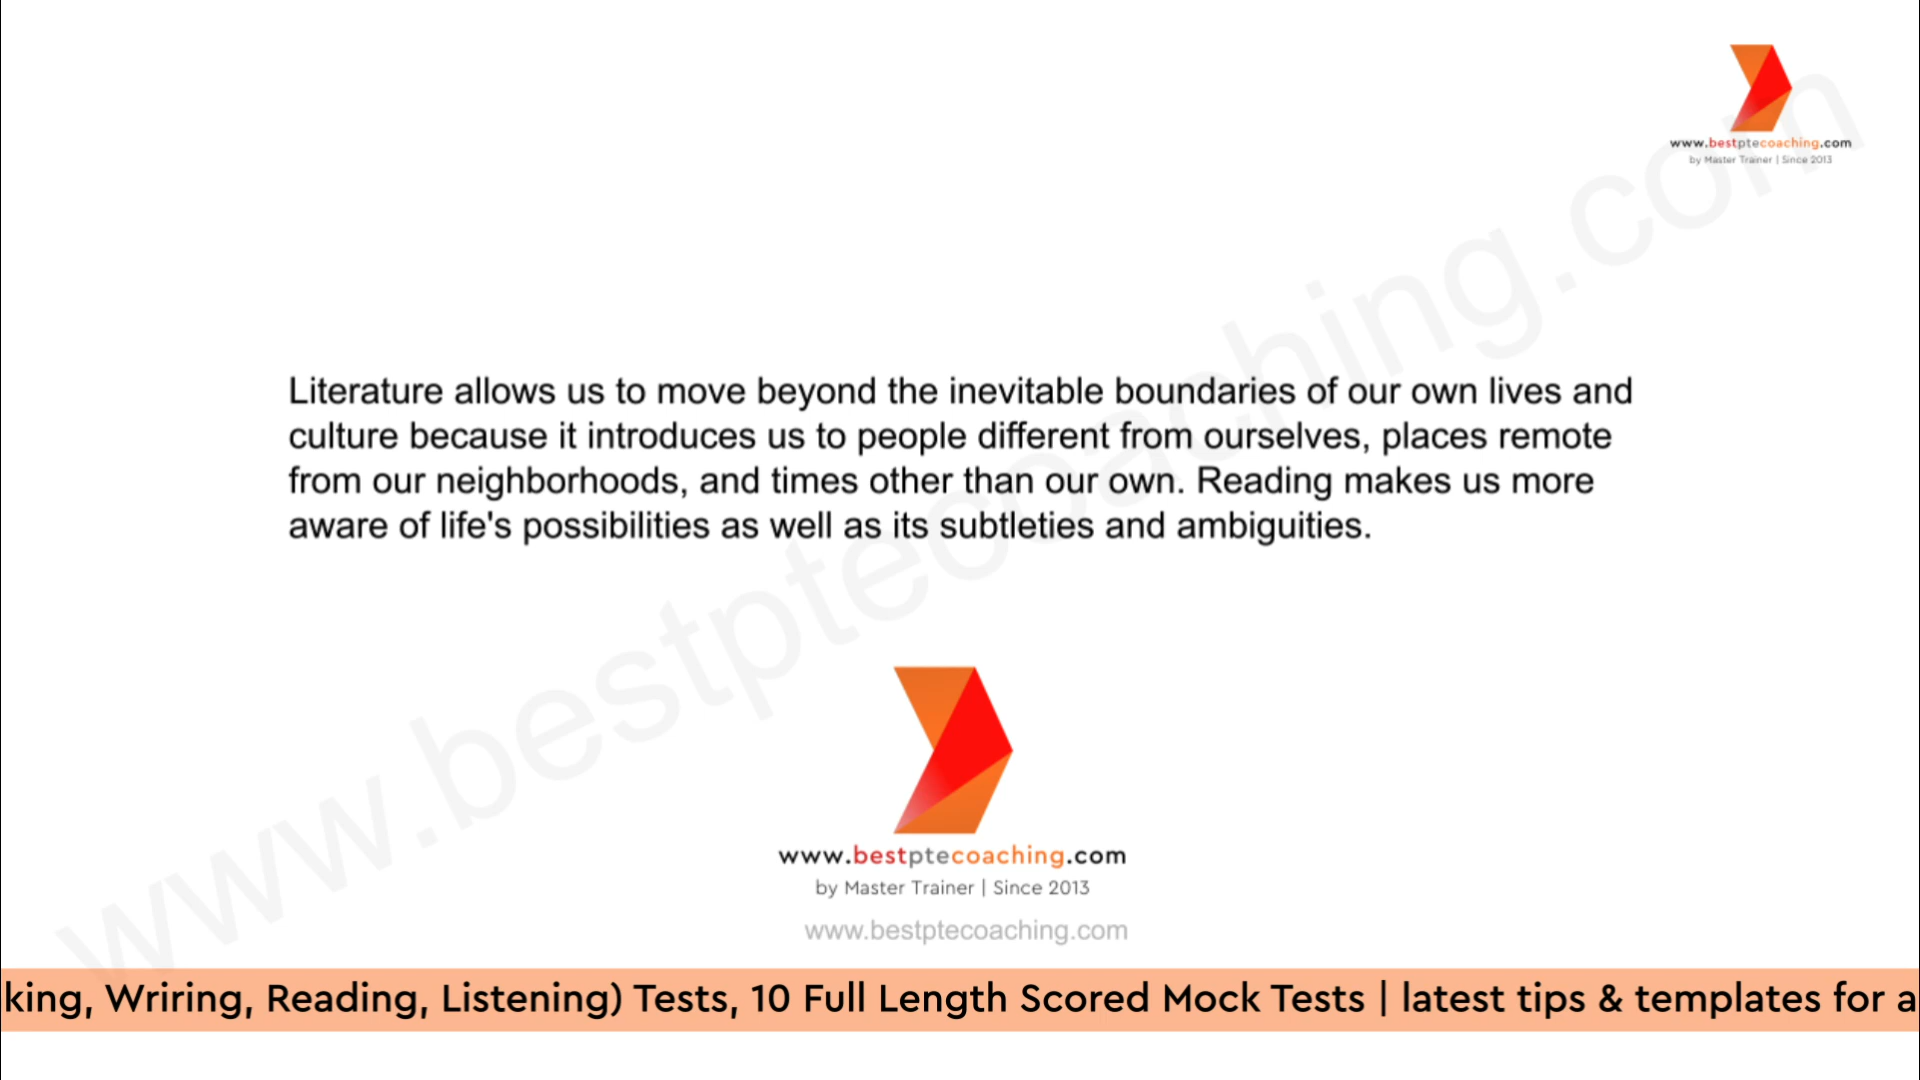 www.bestptecoaching.com
by Master Trainer | Since 2013
Literature allows us to move beyond the inevitable boundaries of our own lives and
culture because it introduces us to people different from ourselves, places remote
from our neighborhoods, and times other than our own. Reading makes us more
aware of life's possibilities as well as its subtleties and ambiguities.
www.bestptecoaching.com
www.bestptecoaching.com
by Master Trainer | Since 2013
www.bestptecoaching.com
king, Wriring, Reading, Listening) Tests, 10 Full Length Scored Mock Tests | latest tips & templates for a